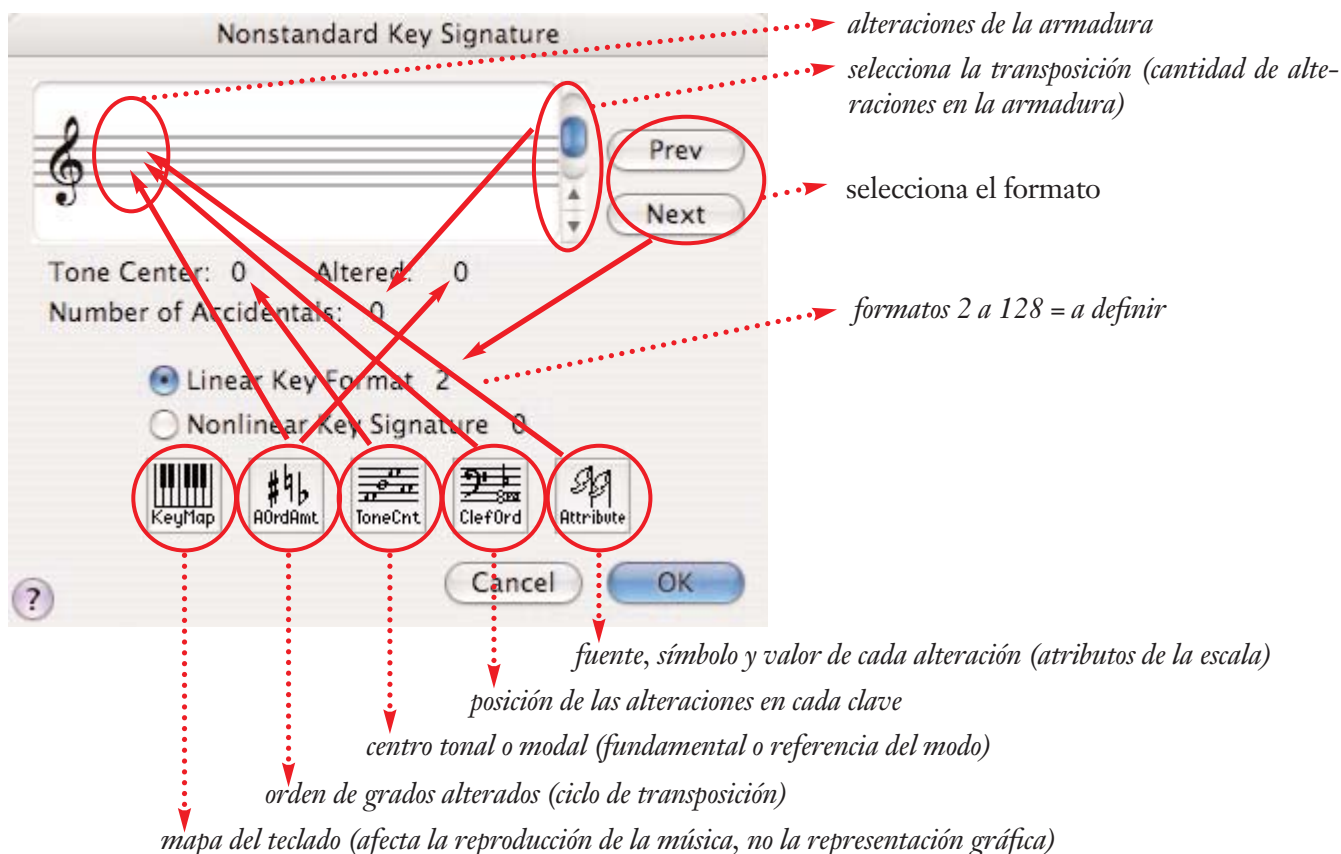 Nonstandard Key Signature
alteraciones de la armadura
selecciona la transposición (cantidad de alte-
raciones en la armadura)
Prev
selecciona el formato
Next
Tone Center: 0 Altered: 0
Number of Accidentals: 0
formatos 2 a 128 = a definir
Linear Key Format 2
Nonlinear Key Signature 0
KeyMap AOrdAmt ToneCnt ClefOrd Attribute
Cancel OK
?
fuente, símbolo y valor de cada alteración (atributos de la escala)
posición de las alteraciones en cada clave
centro tonal o modal (fundamental o referencia del modo)
orden de grados alterados (ciclo de transposición)
mapa del teclado (afecta la reproducción de la música, no la representación gráfica)